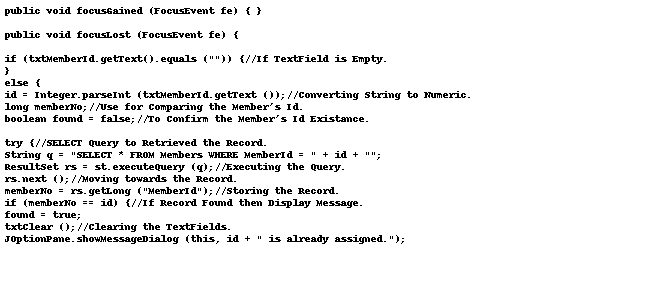 public void focusGained (FocusEvent fe) { }
public void focusLost (FocusEvent fe) {
if (txtMemberId.getText().equals ("")) {//If TextField is Empty.
}
else {
id = Integer.parseInt (txtMemberId.getText ());//Converting String to Numeric.
long memberNo;//Use for Comparing the Member's Id.
boolean found = false;//To Confirm the Member's Id Existance.
try {//SELECT Query to Retrieved the Record.
String q = "SELECT * FROM Members WHERE MemberId = " + id + "";
ResultSet rs = st.executeQuery (q);//Executing the Query.
rs.next ();//Moving towards the Record.
memberNo = rs.getLong ("MemberId");//Storing the Record.
if (memberNo == id) {//If Record Found then Display Message.
found = true;
txtClear ();//Clearing the TextFields.
JOptionPane.showMessageDialog (this, id + " is already assigned.");